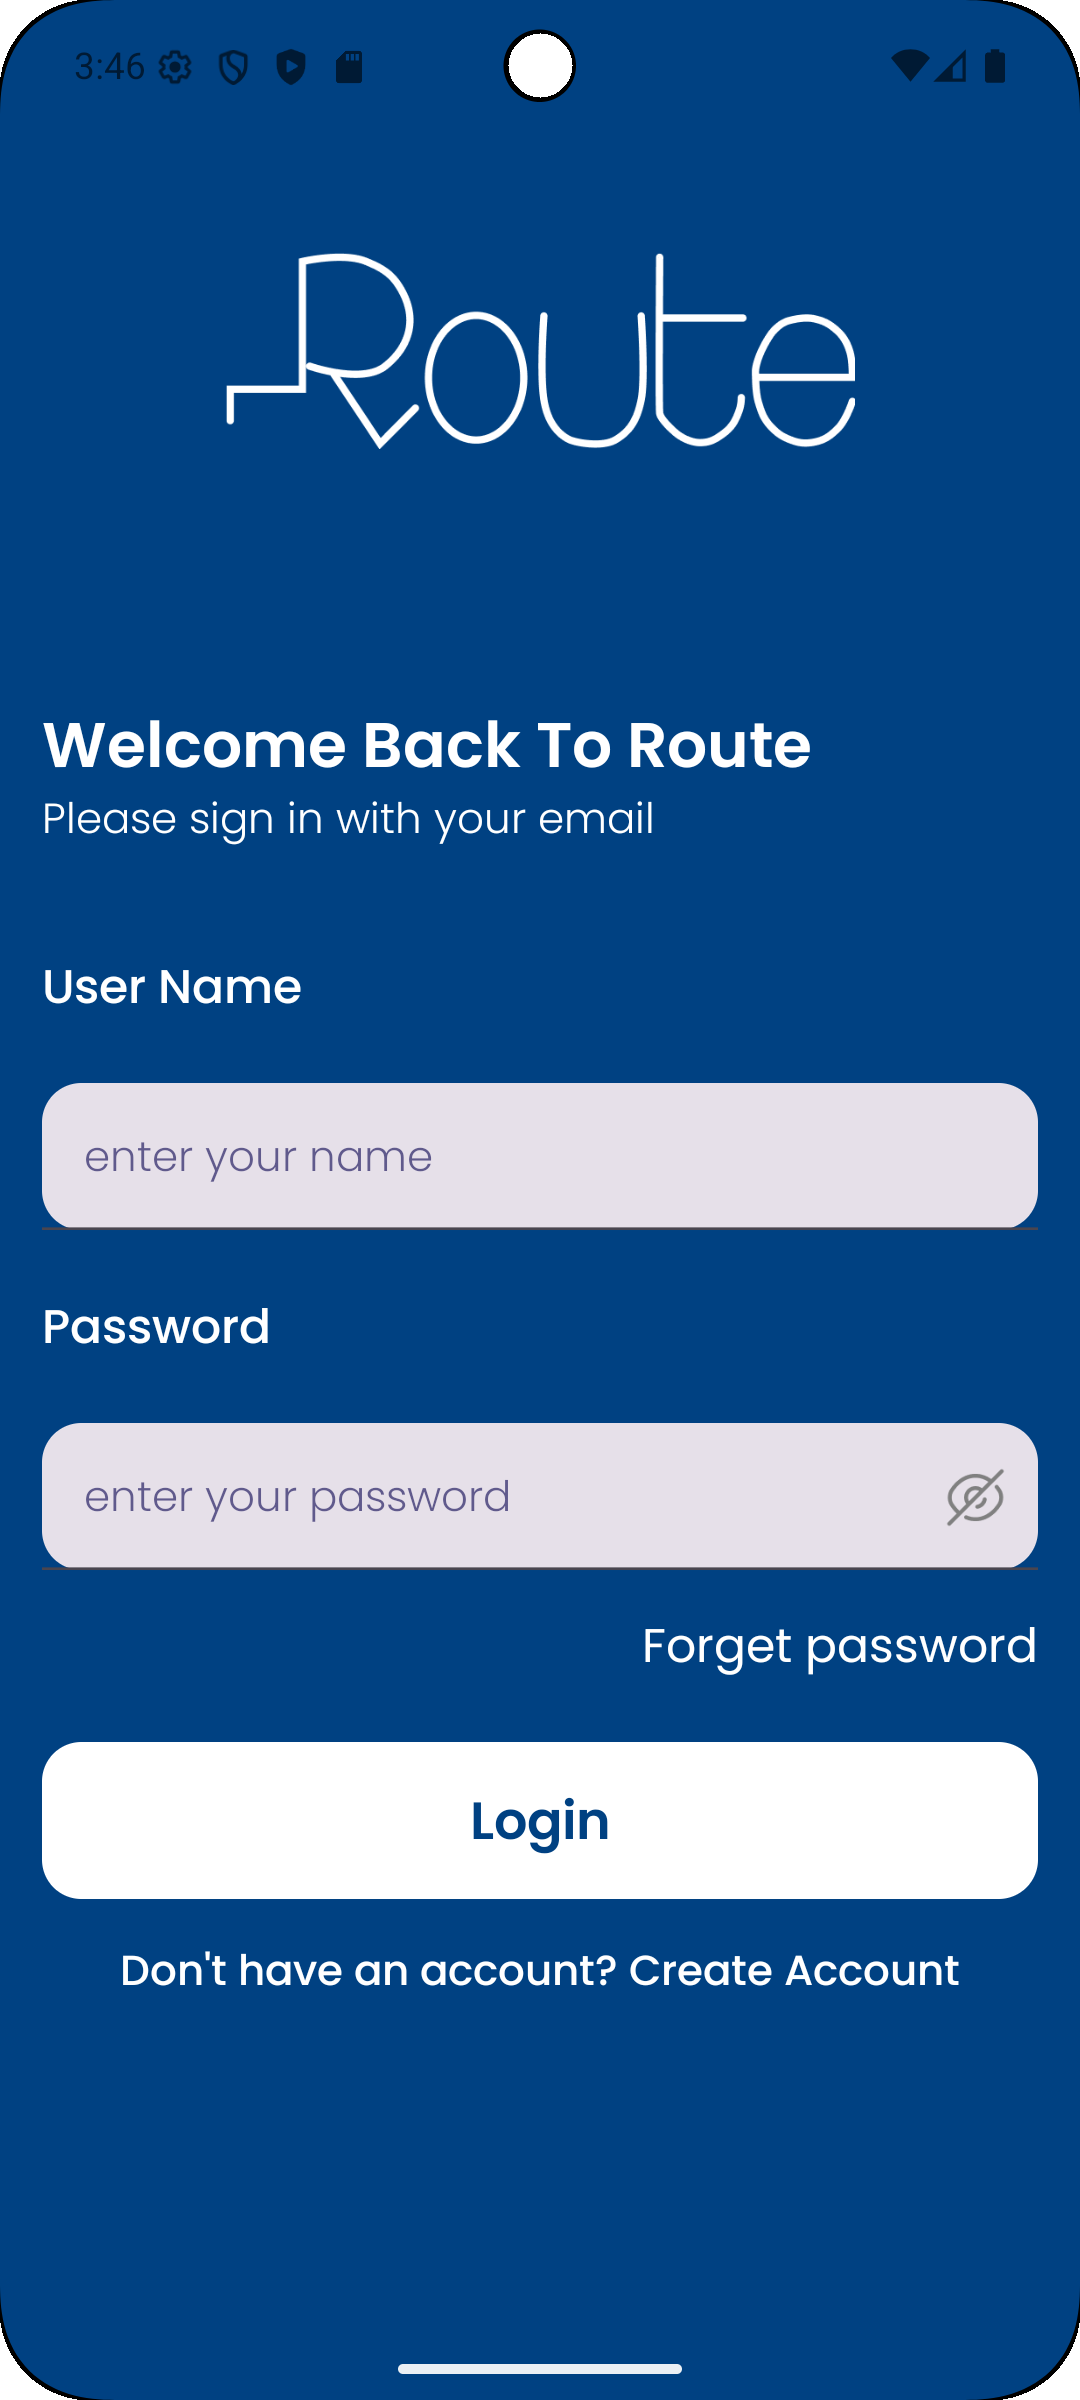 3:46
Route
Welcome Back To Route
Please sign in with your email
User Name
enter your name
Password
enter your password
Forget password
Login
Don't have an account? Create Account